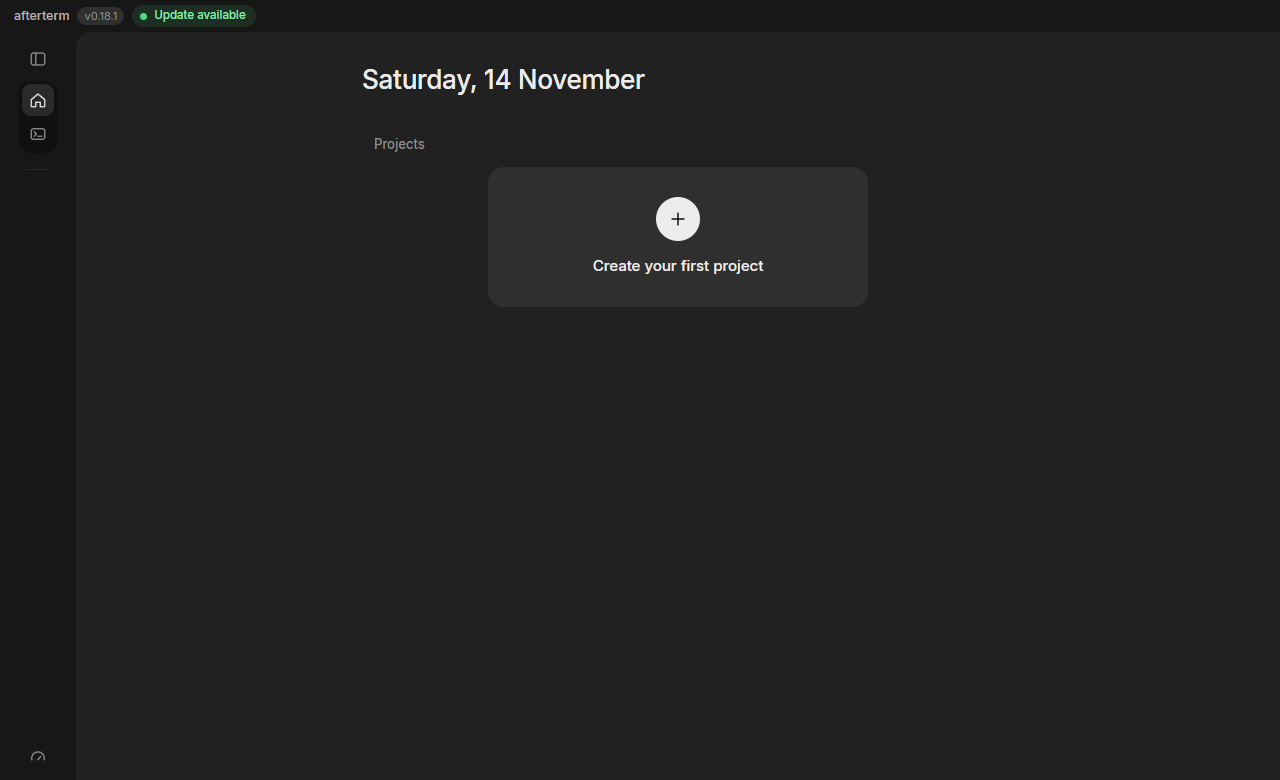 afterterm v0.18.1 Update available
Saturday, 14 November
Projects
Create your first project